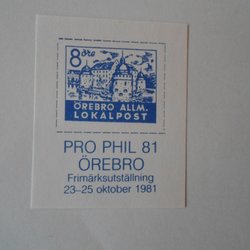 8 öre
ÖREBRO ALLM.
LOKALPOST
PRO PHIL 81
ÖREBRO
Frimärksutställning
23–25 oktober 1981